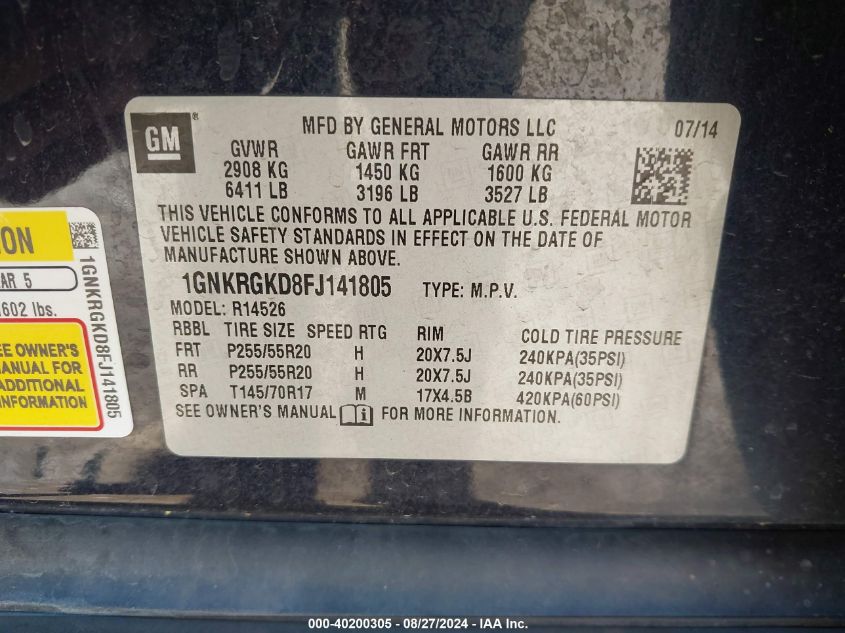 GM
MFD BY GENERAL MOTORS LLC
07/14
GVWR GAWR FRT GAWR RR
2908 KG 1450 KG 1600 KG
6411 LB 3196 LB 3527 LB
THIS VEHICLE CONFORMS TO ALL APPLICABLE U.S. FEDERAL MOTOR
VEHICLE SAFETY STANDARDS IN EFFECT ON THE DATE OF
MANUFACTURE SHOWN ABOVE.
1GNKRGKD8FJ141805 TYPE: M.P.V.
MODEL: R14526
RBBL TIRE SIZE SPEED RTG RIM COLD TIRE PRESSURE
FRT P255/55R20 H 20X7.5J 240KPA(35PSI)
RR P255/55R20 H 20X7.5J 240KPA(35PSI)
SPA T145/70R17 M 17X4.5B 420KPA(60PSI)
SEE OWNER'S MANUAL FOR MORE INFORMATION.
5
lbs.
OWNER'S
MANUAL FOR
ADDITIONAL
INFORMATION
1GNKRGKD8FJ141805
000-40200305 - 08/27/2024 - IAA Inc.